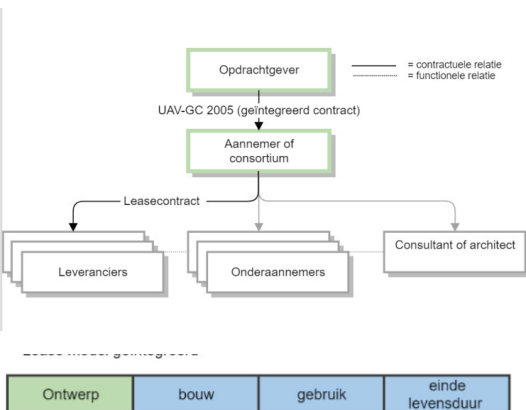 Opdrachtgever
= contractuele relatie
= functionele relatie
UAV-GC 2005 (geïntegreerd contract)
Aannemer of
consortium
Leasecontract
Leveranciers
Onderaannemers
Consultant of architect
Ontwerp
bouw
gebruik
einde
levensduur